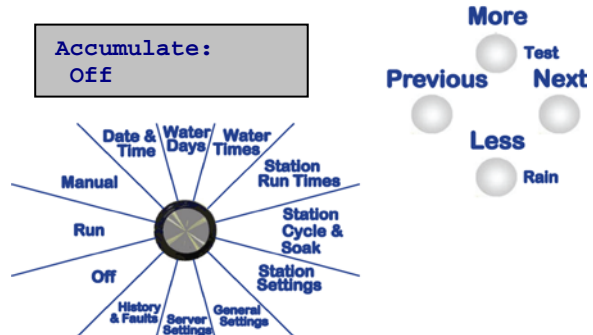 Accumulate:
Off
More
Test
Previous
Next
Less
Rain
Date &
Time
Water
Days
Water
Times
Station
Run Times
Manual
Run
Station
Cycle &
Soak
Off
Station
Settings
History
& Faults
Server
Settings
General
Settings